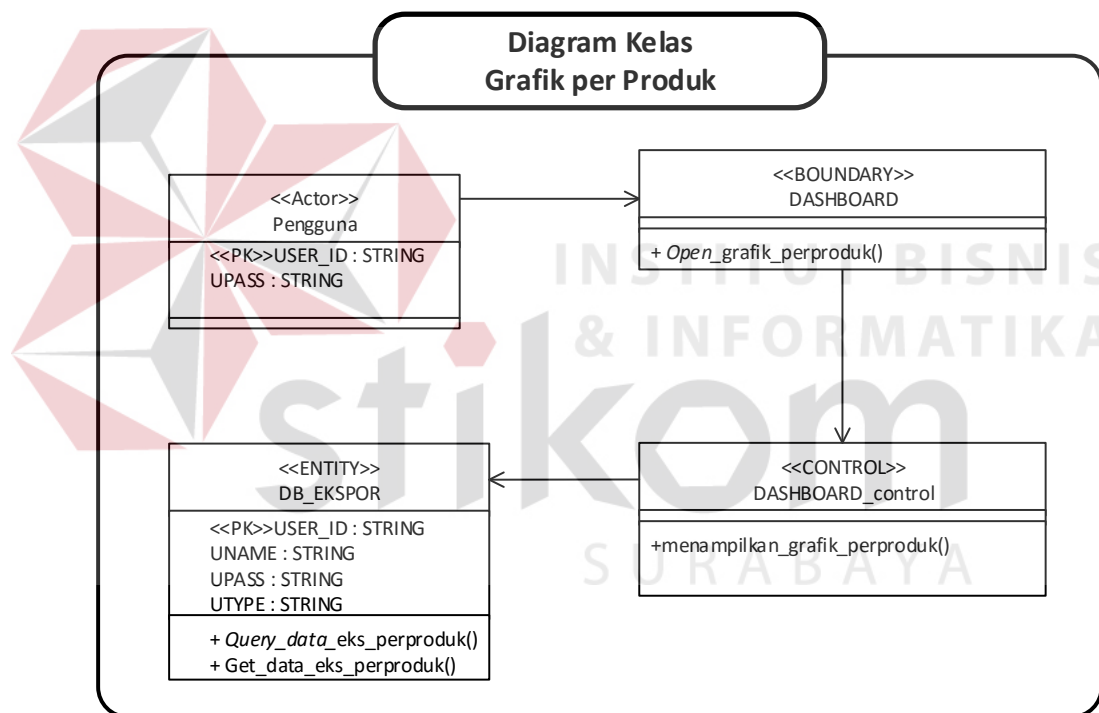 Diagram Kelas
Grafik per Produk
<<Actor>>
Pengguna
<<PK>>USER_ID : STRING
UPASS : STRING
<<BOUNDARY>>
DASHBOARD
+ Open_grafik_perproduk()
<<ENTITY>>
DB_EKSPOR
<<PK>>USER_ID : STRING
UNAME : STRING
UPASS : STRING
UTYPE : STRING
+ Query_data_eks_perproduk()
+ Get_data_eks_perproduk()
<<CONTROL>>
DASHBOARD_control
+menampilkan_grafik_perproduk()
INSTITUT BISNIS
& INFORMATIKA
stikom
SURABAYA